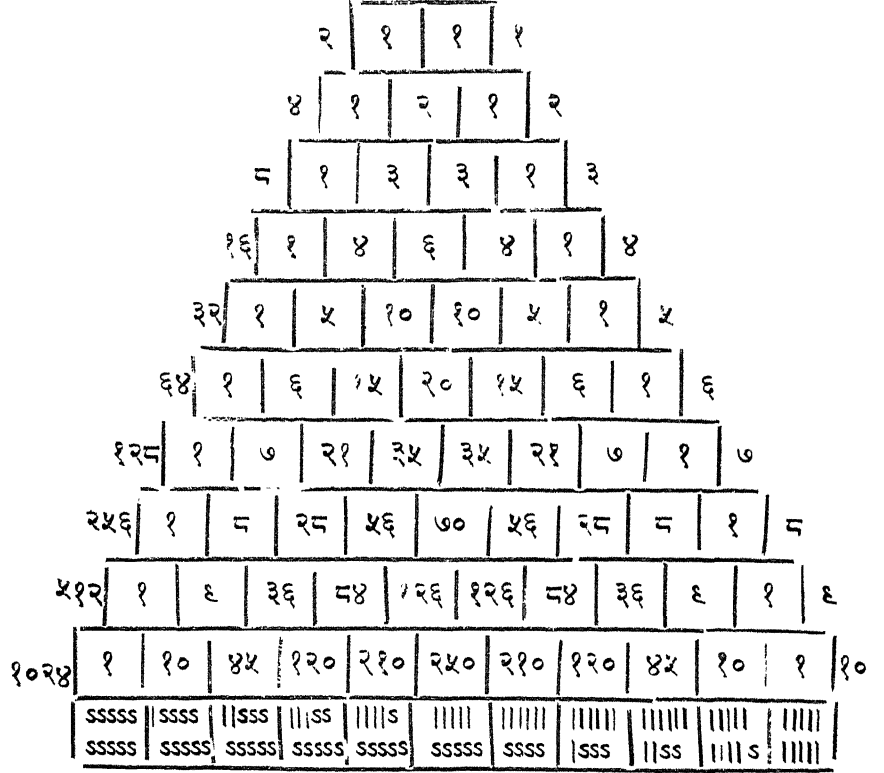 २ १ १ १
४ १ २ १ २
८ १ ३ ३ १ ३
१६ १ ४ ६ ४ १ ४
३२ १ ५ १० १० ५ १ ५
६४ १ ६ १५ २० १५ ६ १ ६
१२८ १ ७ २१ ३५ ३५ २१ ७ १ ७
२५६ १ ८ २८ ५६ ७० ५६ २८ ८ १ ८
५१२ १ ९ ३६ ८४ १२६ १२६ ८४ ३६ ९ १ ९
१०२४ १ १० ४५ १२० २१० २५० २१० १२० ४५ १० १ १०
SSSSS |SSSS ||SSS |||SS ||||S ||||| |||||| |||||| |||||| ||||| |||||
SSSSS SSSSS SSSSS SSSSS SSSSS SSSSS SSSS |SSS ||SS ||||S |||||